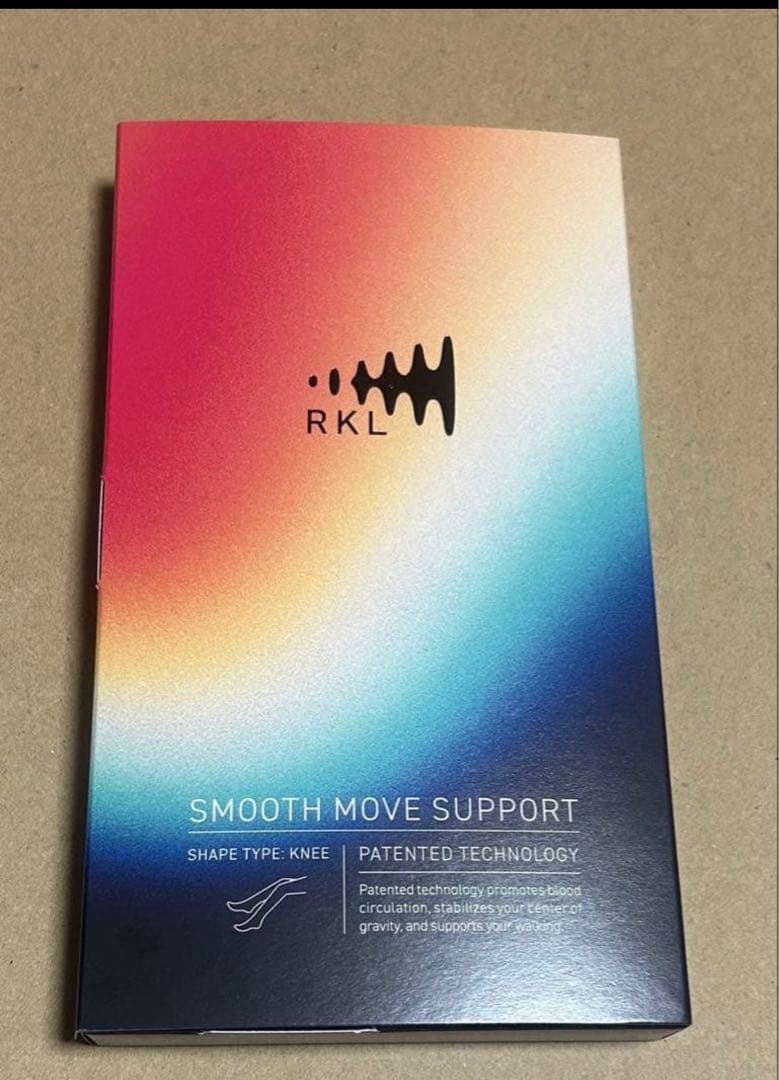 RKL
SMOOTH MOVE SUPPORT
SHAPE TYPE: KNEE
PATENTED TECHNOLOGY
Patented technology promotes blood
circulation, stabilizes your center of
gravity, and supports your walking.